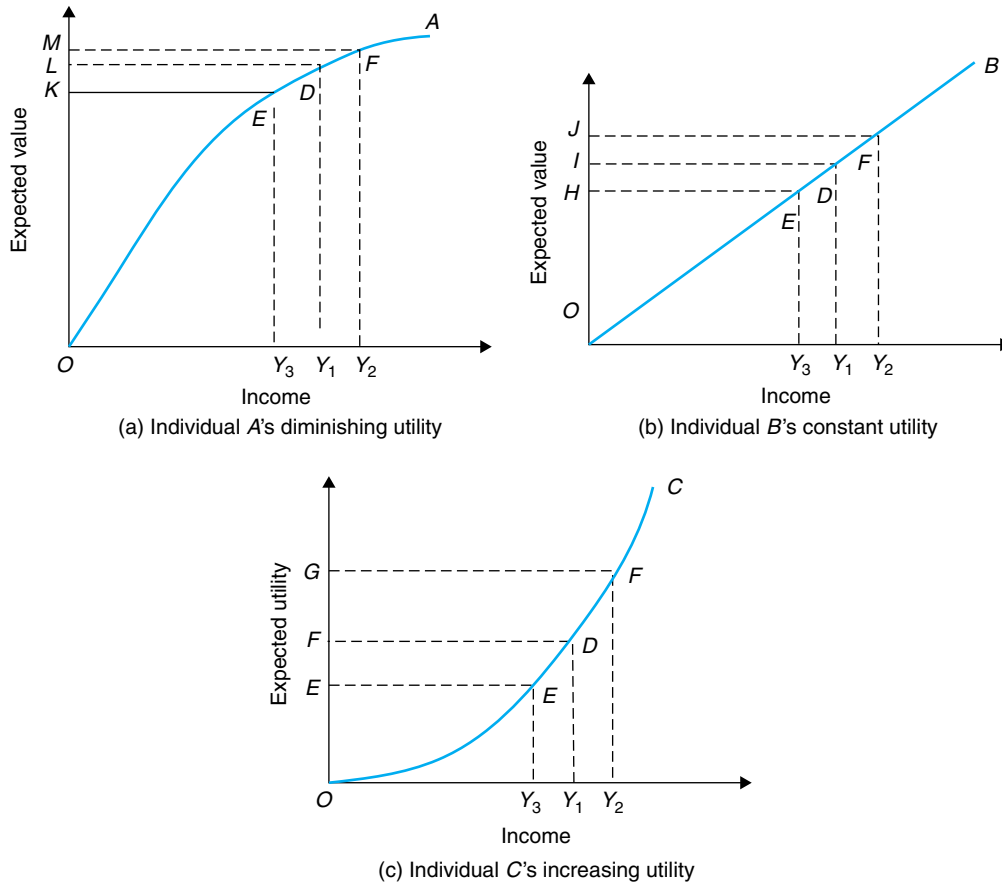 A
M
L
K
F
D
E
Expected value
O
Y3 Y1 Y2
Income
(a) Individual A's diminishing utility
B
J
I
H
F
D
E
Expected value
O
Y3 Y1 Y2
Income
(b) Individual B's constant utility
C
G
F
E
F
D
E
Expected utility
O
Y3 Y1 Y2
Income
(c) Individual C's increasing utility